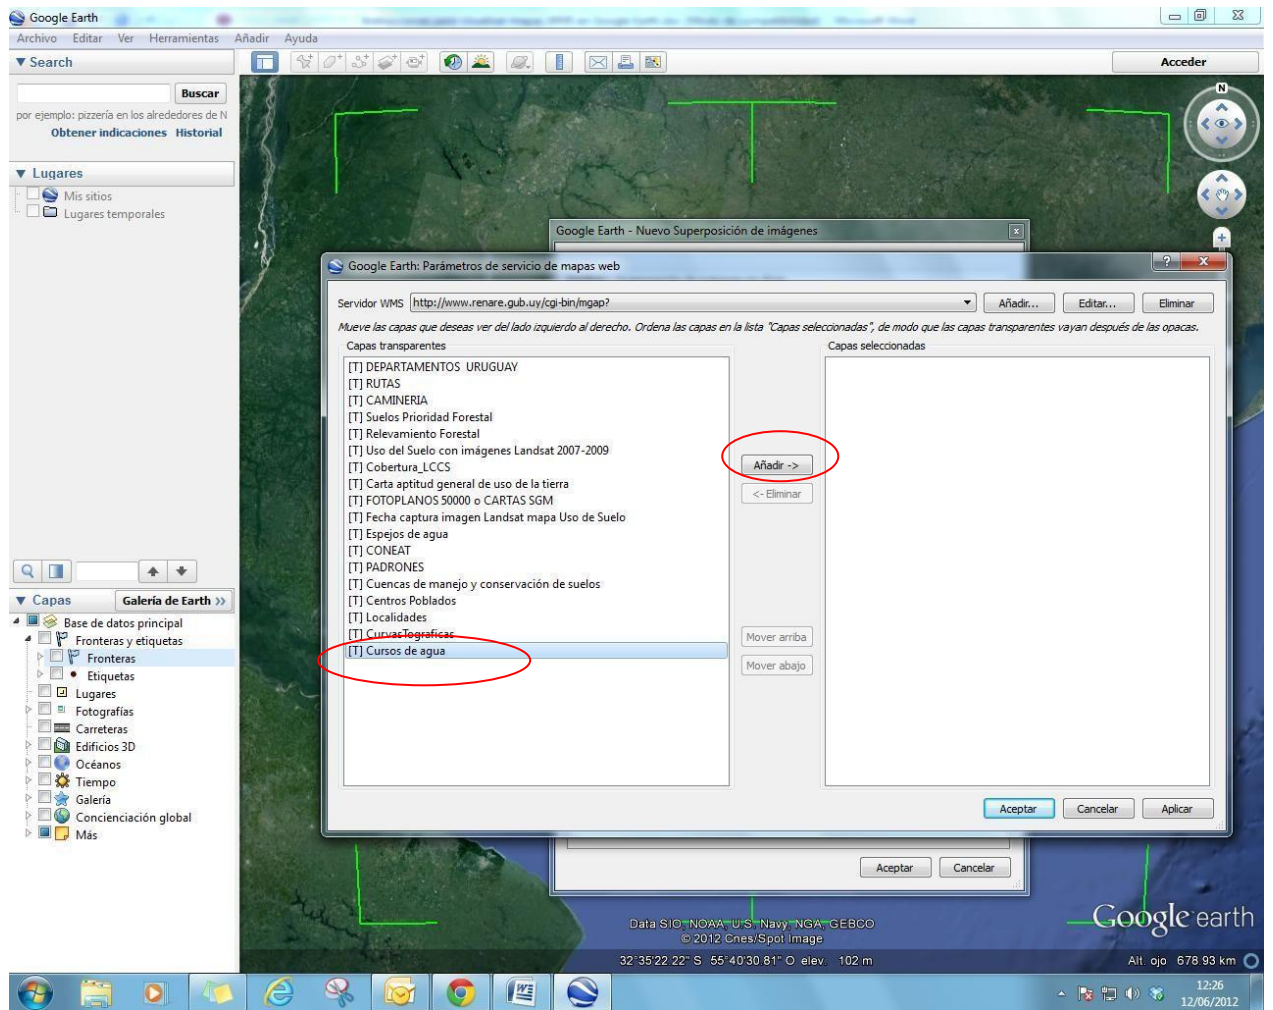 Google Earth
Archivo Editar Ver Herramientas Añadir Ayuda
▼ Search
Acceder
Buscar
por ejemplo: pizzería en los alrededores de N
Obtener indicaciones Historial
▼ Lugares
Mis sitios
Lugares temporales
N
Google Earth - Nuevo Superposición de imágenes
Google Earth: Parámetros de servicio de mapas web
Servidor WMS http://www.renare.gub.uy/cgi-bin/mgap? Añadir... Editar... Eliminar
Mueve las capas que deseas ver del lado izquierdo al derecho. Ordena las capas en la lista "Capas seleccionadas", de modo que las capas transparentes vayan después de las opacas.
Capas transparentes
[T] DEPARTAMENTOS URUGUAY
[T] RUTAS
[T] CAMINERIA
[T] Suelos Prioridad Forestal
[T] Relevamiento Forestal
[T] Uso del Suelo con imágenes Landsat 2007-2009
[T] Cobertura_LCCS
[T] Carta aptitud general de uso de la tierra
[T] FOTOPLANOS 50000 o CARTAS SGM
[T] Fecha captura imagen Landsat mapa Uso de Suelo
[T] Espejos de agua
[T] CONEAT
[T] PADRONES
[T] Cuencas de manejo y conservación de suelos
[T] Centros Poblados
[T] Localidades
[T] CurvasTograficas
[T] Cursos de agua
Añadir ->
<- Eliminar
Mover arriba
Mover abajo
Capas seleccionadas
Aceptar Cancelar Aplicar
Aceptar Cancelar
▼ Capas Galería de Earth >>
Base de datos principal
Fronteras y etiquetas
Fronteras
Etiquetas
Lugares
Fotografías
Carreteras
Edificios 3D
Océanos
Tiempo
Galería
Concienciación global
Más
Data SIO, NOAA, U.S. Navy, NGA, GEBCO
© 2012 Cnes/Spot Image
Google earth
32°35'22.22" S 55°40'30.81" O elev. 102 m
Alt. ojo 678.93 km
12:26
12/06/2012